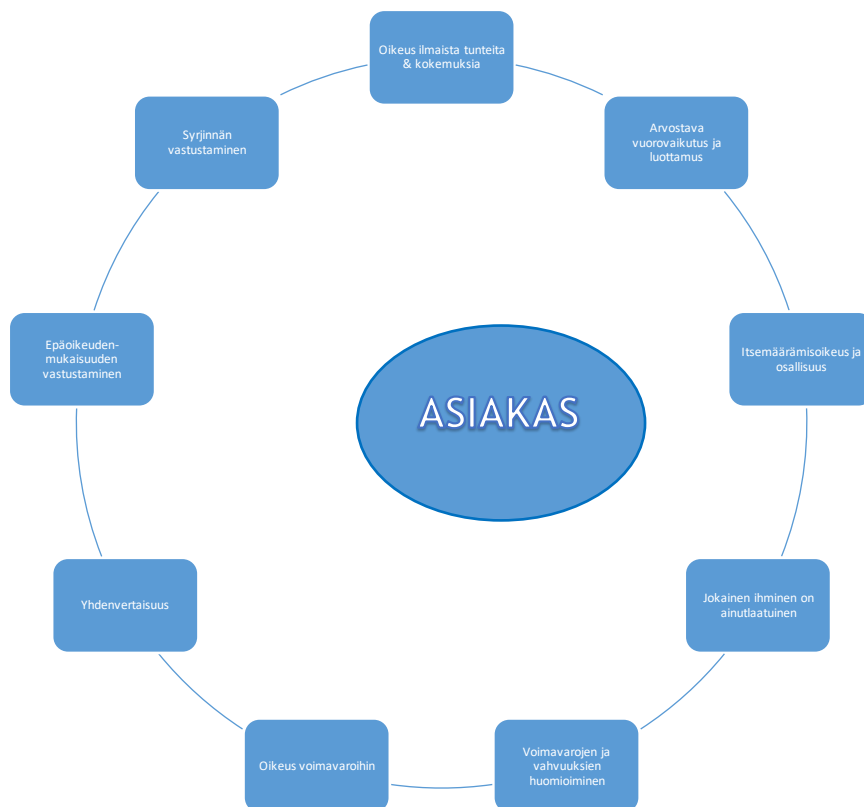 Oikeus ilmaista tunteita
& kokemuksia
Arvostava
vuorovaikutus ja
luottamus
Itsemäärämisoikeus ja
osallisuus
Jokainen ihminen on
ainutlaatuinen
Voimavarojen ja
vahvuuksien
huomioiminen
Oikeus voimavaroihin
Yhdenvertaisuus
Epäoikeuden-
mukaisuuden
vastustaminen
Syrjinnän
vastustaminen
ASIAKAS